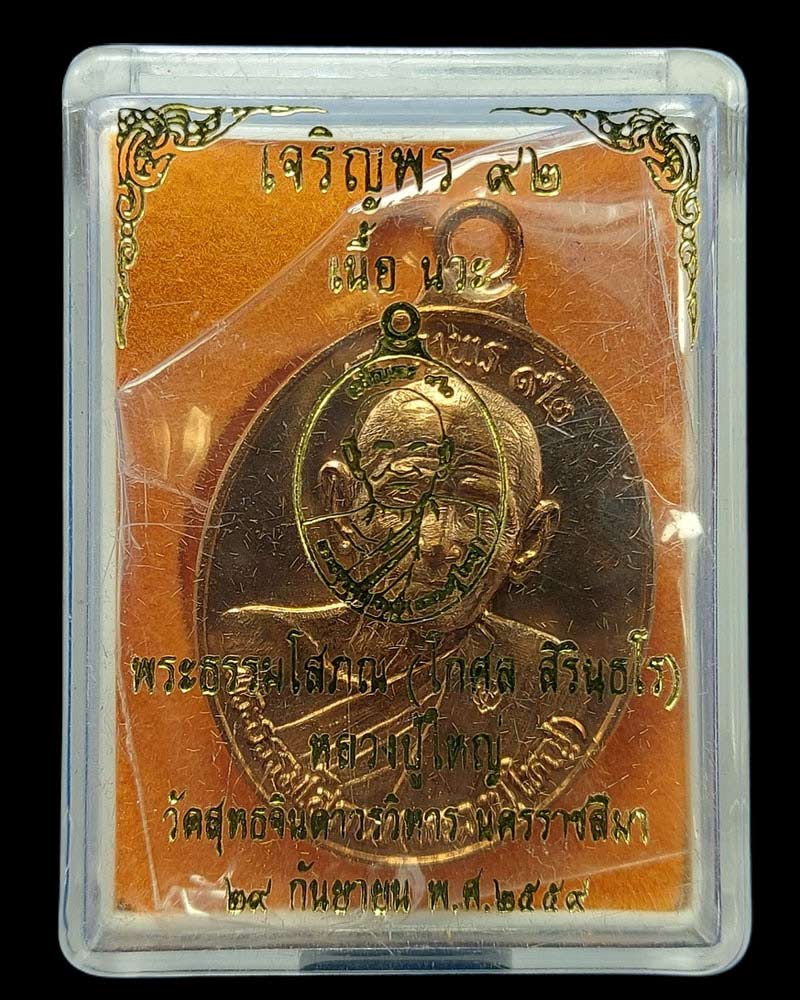 เจริญพร ๙๒
เนื้อ นวะ
พระธรรมโสภณ (โกศล สิรินฺธโร)
หลวงปู่ใหญ่
วัดสุทธจินดาวรวิหาร นครราชสีมา
๒๙ กันยายน พ.ศ.๒๕๕๙